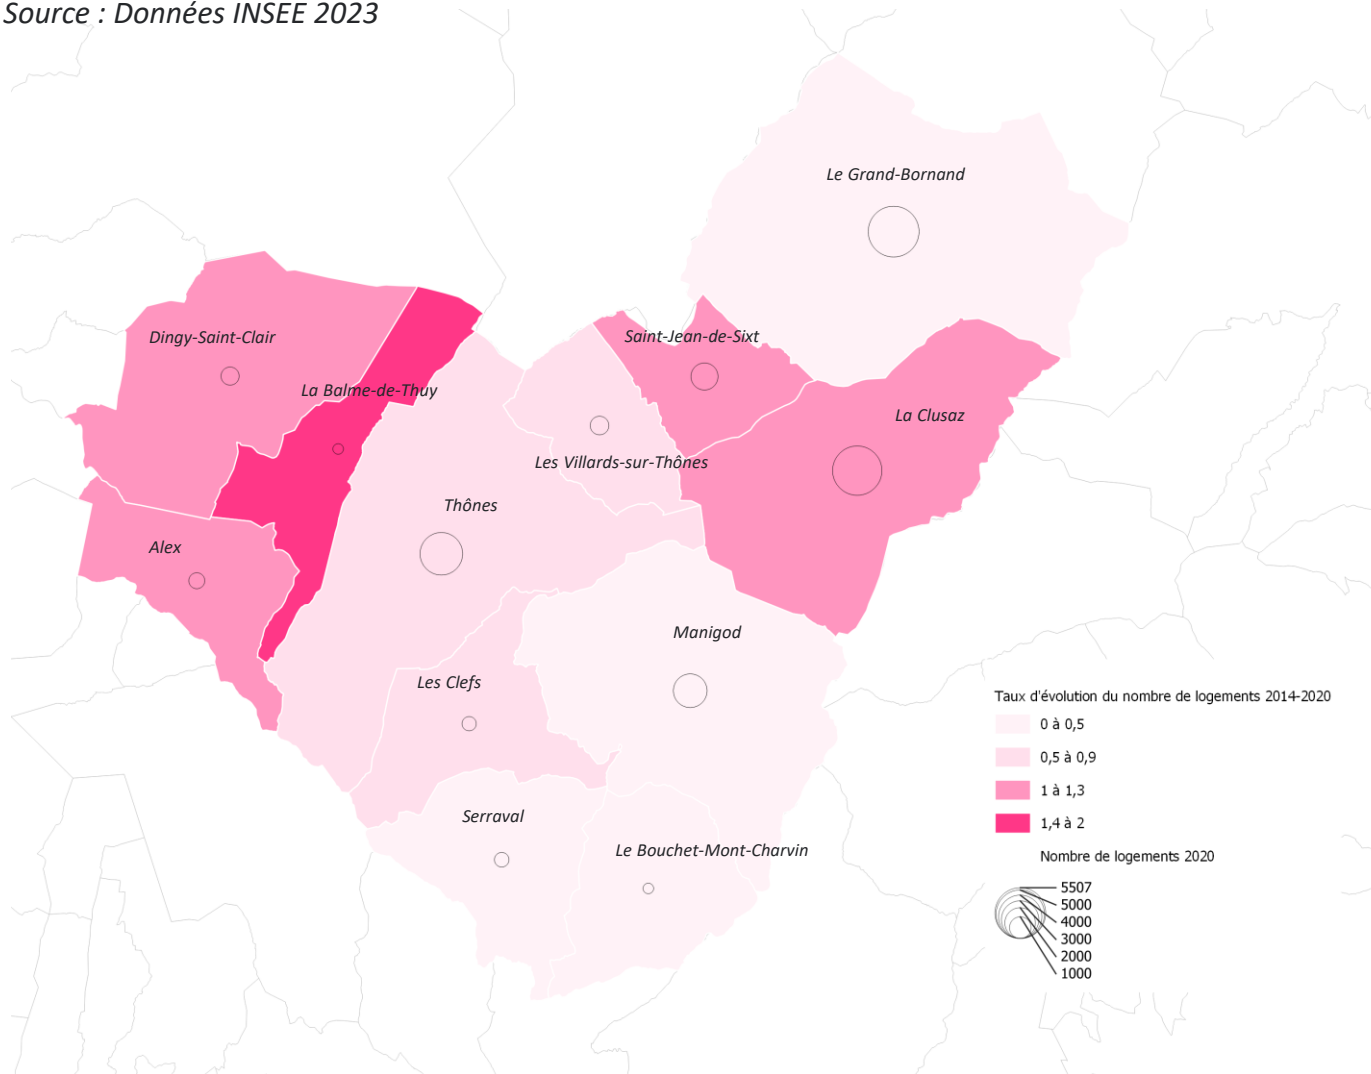 Source : Données INSEE 2023
Le Grand-Bornand
Dingy-Saint-Clair
Saint-Jean-de-Sixt
La Balme-de-Thuy
La Clusaz
Les Villards-sur-Thônes
Thônes
Alex
Manigod
Les Clefs
Taux d'évolution du nombre de logements 2014-2020
0 à 0,5
0,5 à 0,9
1 à 1,3
1,4 à 2
Serraval
Le Bouchet-Mont-Charvin
Nombre de logements 2020
5507
5000
4000
3000
2000
1000